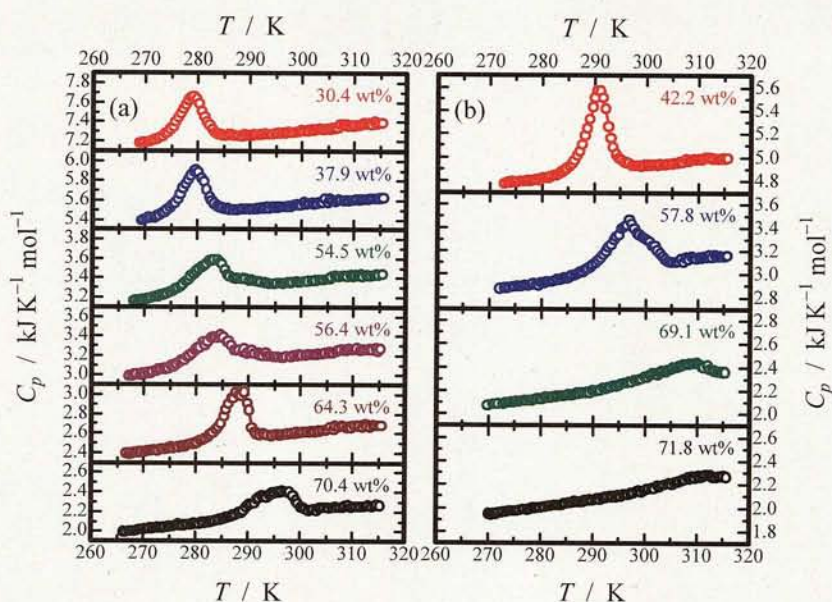 T / K
T / K
260 270 280 290 300 310 320
260 270 280 290 300 310 320
(a)
30.4 wt%
7.8
7.6
7.4
7.2
37.9 wt%
6.0
5.8
5.6
5.4
54.5 wt%
3.8
3.6
3.4
3.2
56.4 wt%
3.6
3.4
3.2
3.0
64.3 wt%
3.0
2.8
2.6
2.4
70.4 wt%
2.6
2.4
2.2
2.0
Cp / kJ K−1 mol−1
260 270 280 290 300 310 320
T / K
(b)
42.2 wt%
5.6
5.4
5.2
5.0
4.8
57.8 wt%
3.6
3.4
3.2
3.0
2.8
69.1 wt%
2.8
2.6
2.4
2.2
2.0
71.8 wt%
2.6
2.4
2.2
2.0
1.8
Cp / kJ K−1 mol−1
260 270 280 290 300 310 320
T / K